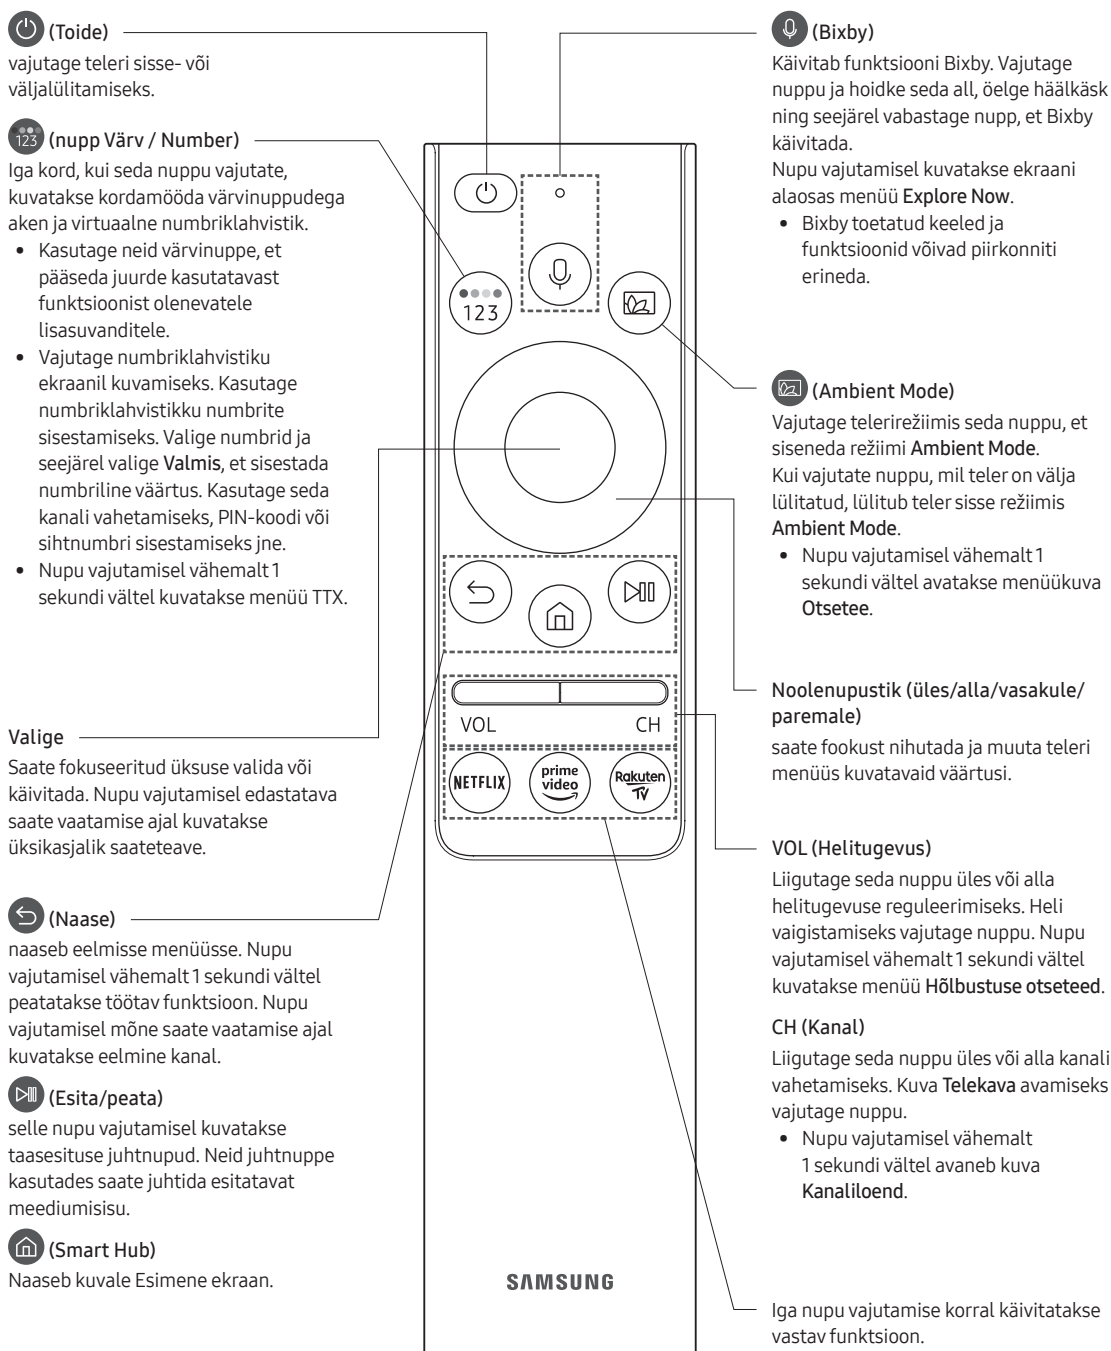 (Toide)
vajutage teleri sisse- või
väljalülitamiseks.
123 (nupp Värv / Number)
Iga kord, kui seda nuppu vajutate,
kuvatakse kordamööda värvinuppudega
aken ja virtuaalne numbriklahvistik.
• Kasutage neid värvinuppe, et
pääseda juurde kasutatavast
funktsioonist olenevatele
lisasuvanditele.
• Vajutage numbriklahvistiku
ekraanil kuvamiseks. Kasutage
numbriklahvistikku numbrite
sisestamiseks. Valige numbrid ja
seejärel valige Valmis, et sisestada
numbriline väärtus. Kasutage seda
kanali vahetamiseks, PIN-koodi või
sihtnumbri sisestamiseks jne.
• Nupu vajutamisel vähemalt 1
sekundi vältel kuvatakse menüü TTX.
Valige
Saate fokuseeritud üksuse valida või
käivitada. Nupu vajutamisel edastatava
saate vaatamise ajal kuvatakse
üksikasjalik saateteave.
(Naase)
naaseb eelmisse menüüsse. Nupu
vajutamisel vähemalt 1 sekundi vältel
peatatakse töötav funktsioon. Nupu
vajutamisel mõne saate vaatamise ajal
kuvatakse eelmine kanal.
(Esita/peata)
selle nupu vajutamisel kuvatakse
taasesituse juhtnupud. Neid juhtnuppe
kasutades saate juhtida esitatavat
meediumisisu.
(Smart Hub)
Naaseb kuvale Esimene ekraan.
123
VOL CH
NETFLIX
prime
video
Rakuten
TV
SAMSUNG
(Bixby)
Käivitab funktsiooni Bixby. Vajutage
nuppu ja hoidke seda all, öelge häälkäsk
ning seejärel vabastage nupp, et Bixby
käivitada.
Nupu vajutamisel kuvatakse ekraani
alaosas menüü Explore Now.
• Bixby toetatud keeled ja
funktsioonid võivad piirkonniti
erineda.
(Ambient Mode)
Vajutage telerirežiimis seda nuppu, et
siseneda režiimi Ambient Mode.
Kui vajutate nuppu, mil teler on välja
lülitatud, lülitub teler sisse režiimis
Ambient Mode.
• Nupu vajutamisel vähemalt 1
sekundi vältel avatakse menüükuva
Otsetee.
Noolenupustik (üles/alla/vasakule/
paremale)
saate fookust nihutada ja muuta teleri
menüüs kuvatavaid väärtusi.
VOL (Helitugevus)
Liigutage seda nuppu üles või alla
helitugevuse reguleerimiseks. Heli
vaigistamiseks vajutage nuppu. Nupu
vajutamisel vähemalt 1 sekundi vältel
kuvatakse menüü Hõlbustuse otseteed.
CH (Kanal)
Liigutage seda nuppu üles või alla kanali
vahetamiseks. Kuva Telekava avamiseks
vajutage nuppu.
• Nupu vajutamisel vähemalt
1 sekundi vältel avaneb kuva
Kanaliloend.
Iga nupu vajutamise korral käivitatakse
vastav funktsioon.